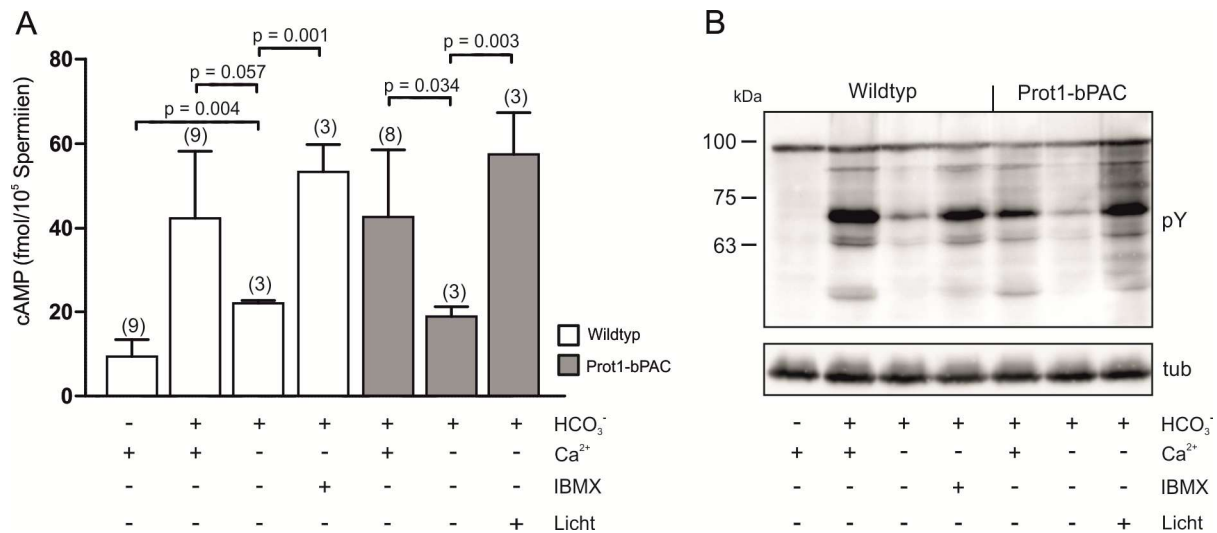 A
p = 0.001
p = 0.003
p = 0.057
p = 0.034
p = 0.004
cAMP (fmol/10⁵ Spermiien)
80
60
40
20
0
(9)
(9)
(3)
(3)
(8)
(3)
(3)
Wildtyp
Prot1-bPAC
- + + + + + + HCO₃⁻
+ + - - + - - Ca²⁺
- - - + - - - IBMX
- - - - - - + Licht
B
kDa
Wildtyp
Prot1-bPAC
100
75
63
pY
tub
- + + + + + + HCO₃⁻
+ + - - + - - Ca²⁺
- - - + - - - IBMX
- - - - - - + Licht